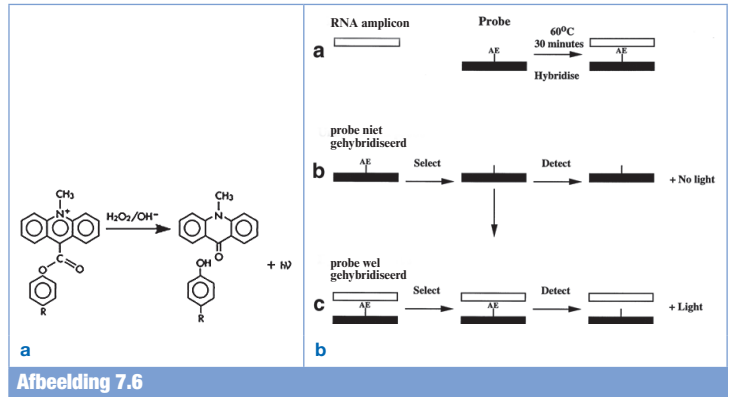 CH₃
N⁺
H₂O₂/OH⁻
C
O
O
R
CH₃
N
O
OH
R
+ hν
a
RNA amplicon
Probe
a
AE
60ºC
30 minutes
Hybridise
AE
probe niet
gehybridiseerd
b
AE
Select
Detect
+ No light
probe wel
gehybridiseerd
c
AE
Select
AE
Detect
+ Light
b
Afbeelding 7.6